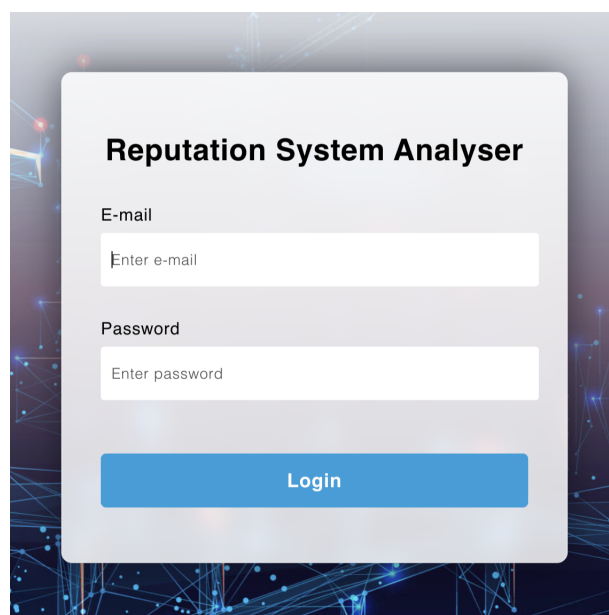 Reputation System Analyser
E-mail
Enter e-mail
Password
Enter password
Login